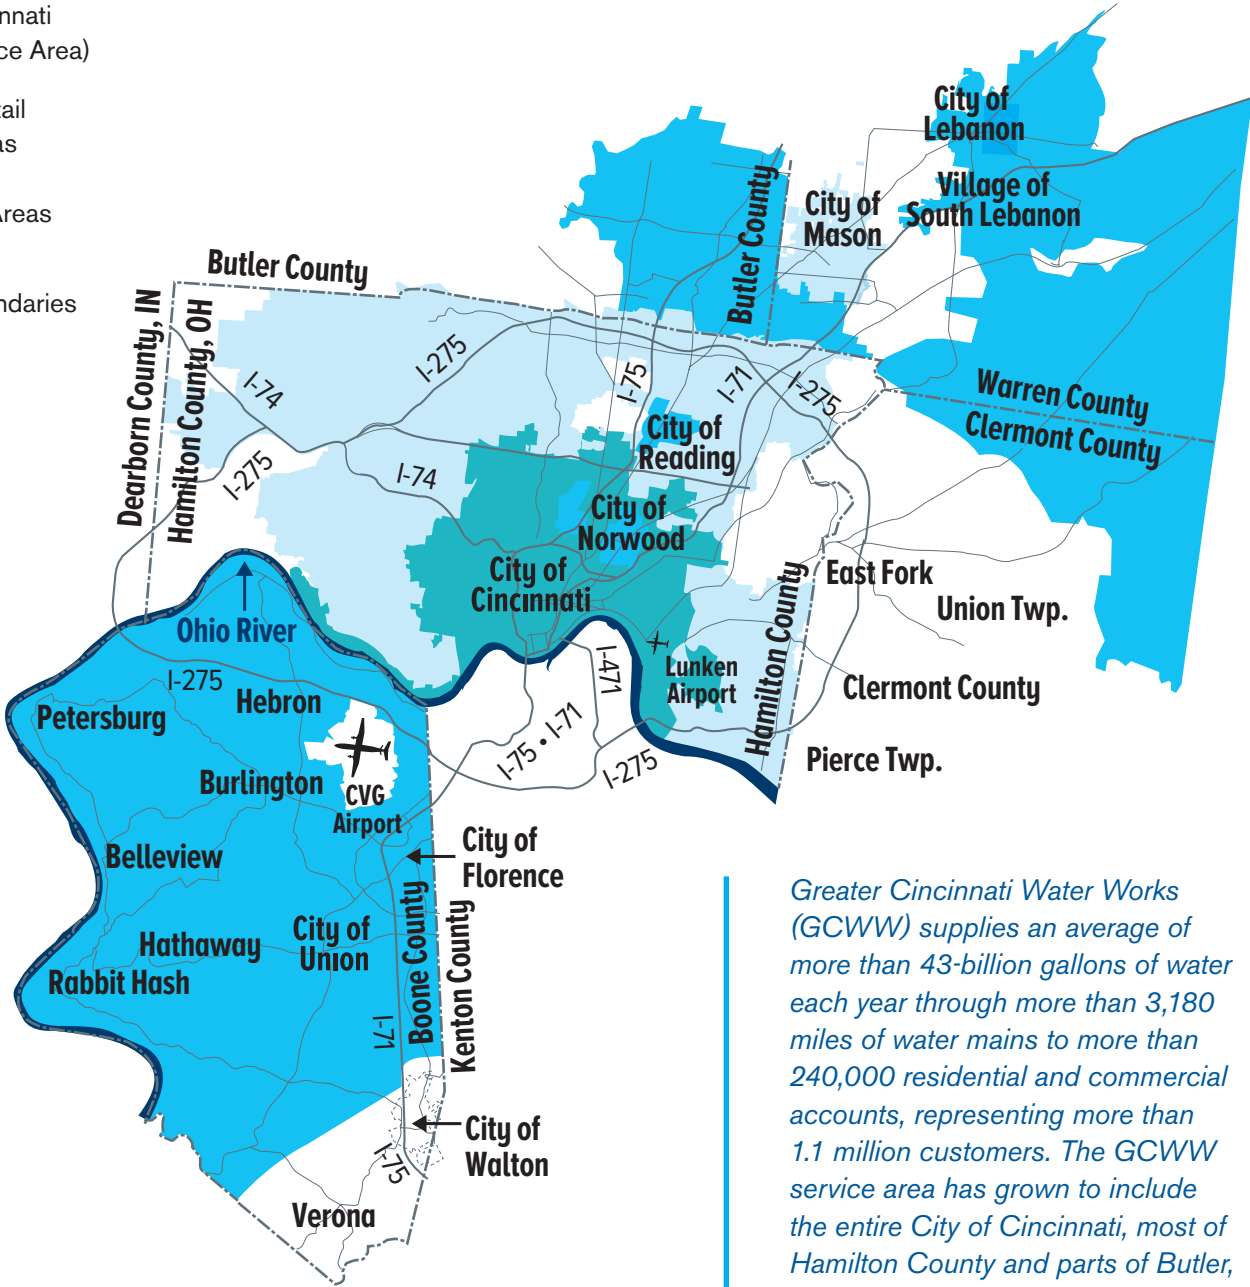 nnati
ce Area)
ail
as
Areas
ndaries
City of
Lebanon
Village of
South Lebanon
City of
Mason
Butler County
Butler County
Dearborn County, IN
Hamilton County, OH
I-74
I-275
I-275
I-74
I-75
I-71
I-275
Warren County
Clermont County
City of
Reading
City of
Norwood
City of
Cincinnati
East Fork
Union Twp.
Ohio River
Hamilton County
Lunken
Airport
I-471
I-275
Hebron
Petersburg
Clermont County
I-75 • I-71
I-275
Pierce Twp.
Burlington
CVG
Airport
City of
Florence
Belleview
Boone County
Kenton County
Hathaway
City of
Union
Rabbit Hash
I-71
City of
Walton
I-75
Verona
Greater Cincinnati Water Works
(GCWW) supplies an average of
more than 43-billion gallons of water
each year through more than 3,180
miles of water mains to more than
240,000 residential and commercial
accounts, representing more than
1.1 million customers. The GCWW
service area has grown to include
the entire City of Cincinnati, most of
Hamilton County and parts of Butler,